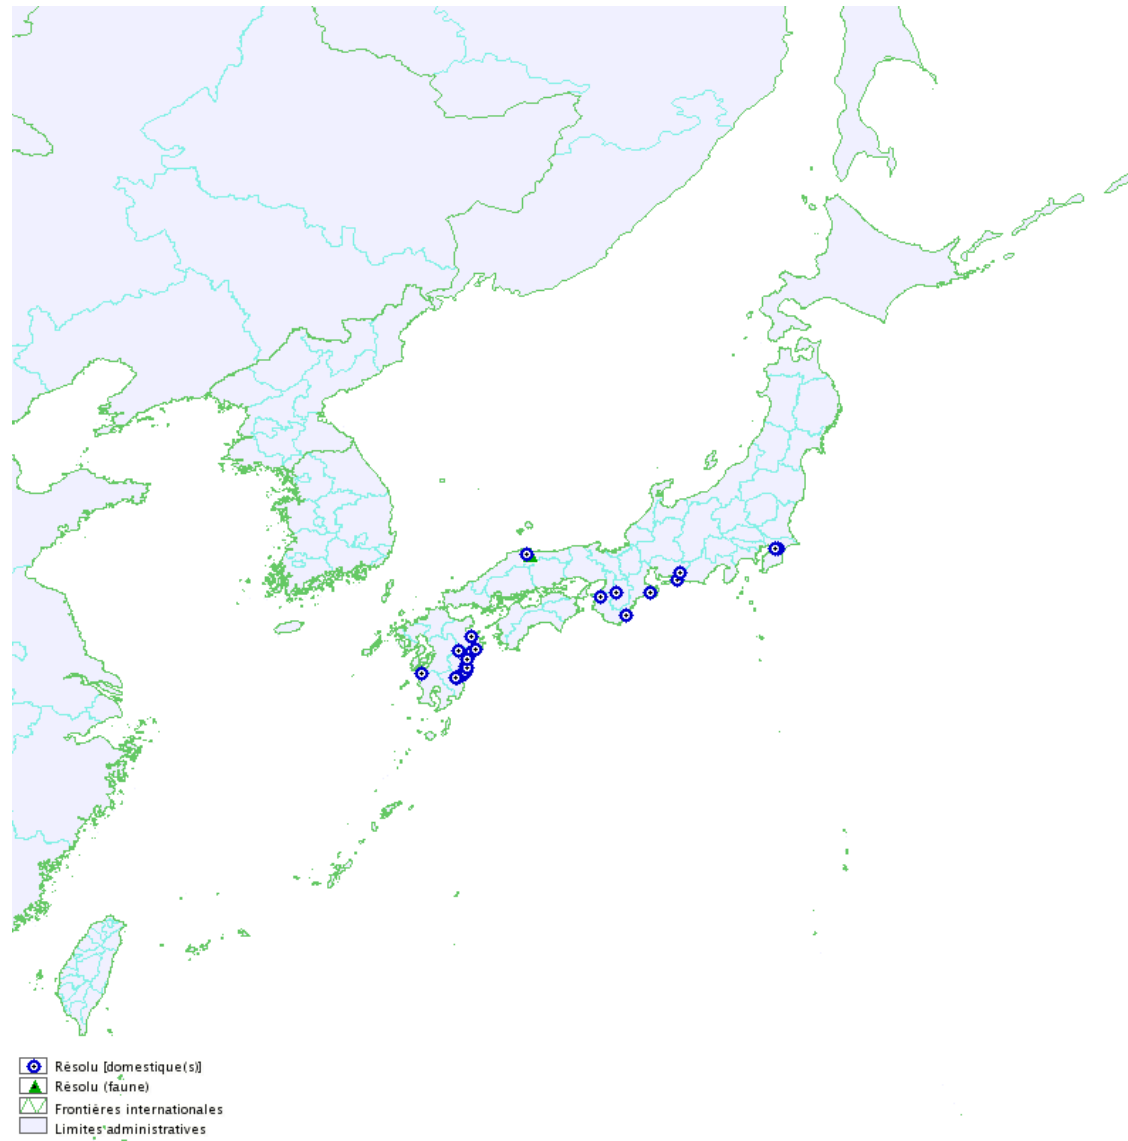 Résolu [domestique(s)]
Résolu (faune)
Frontières internationales
Limites administratives